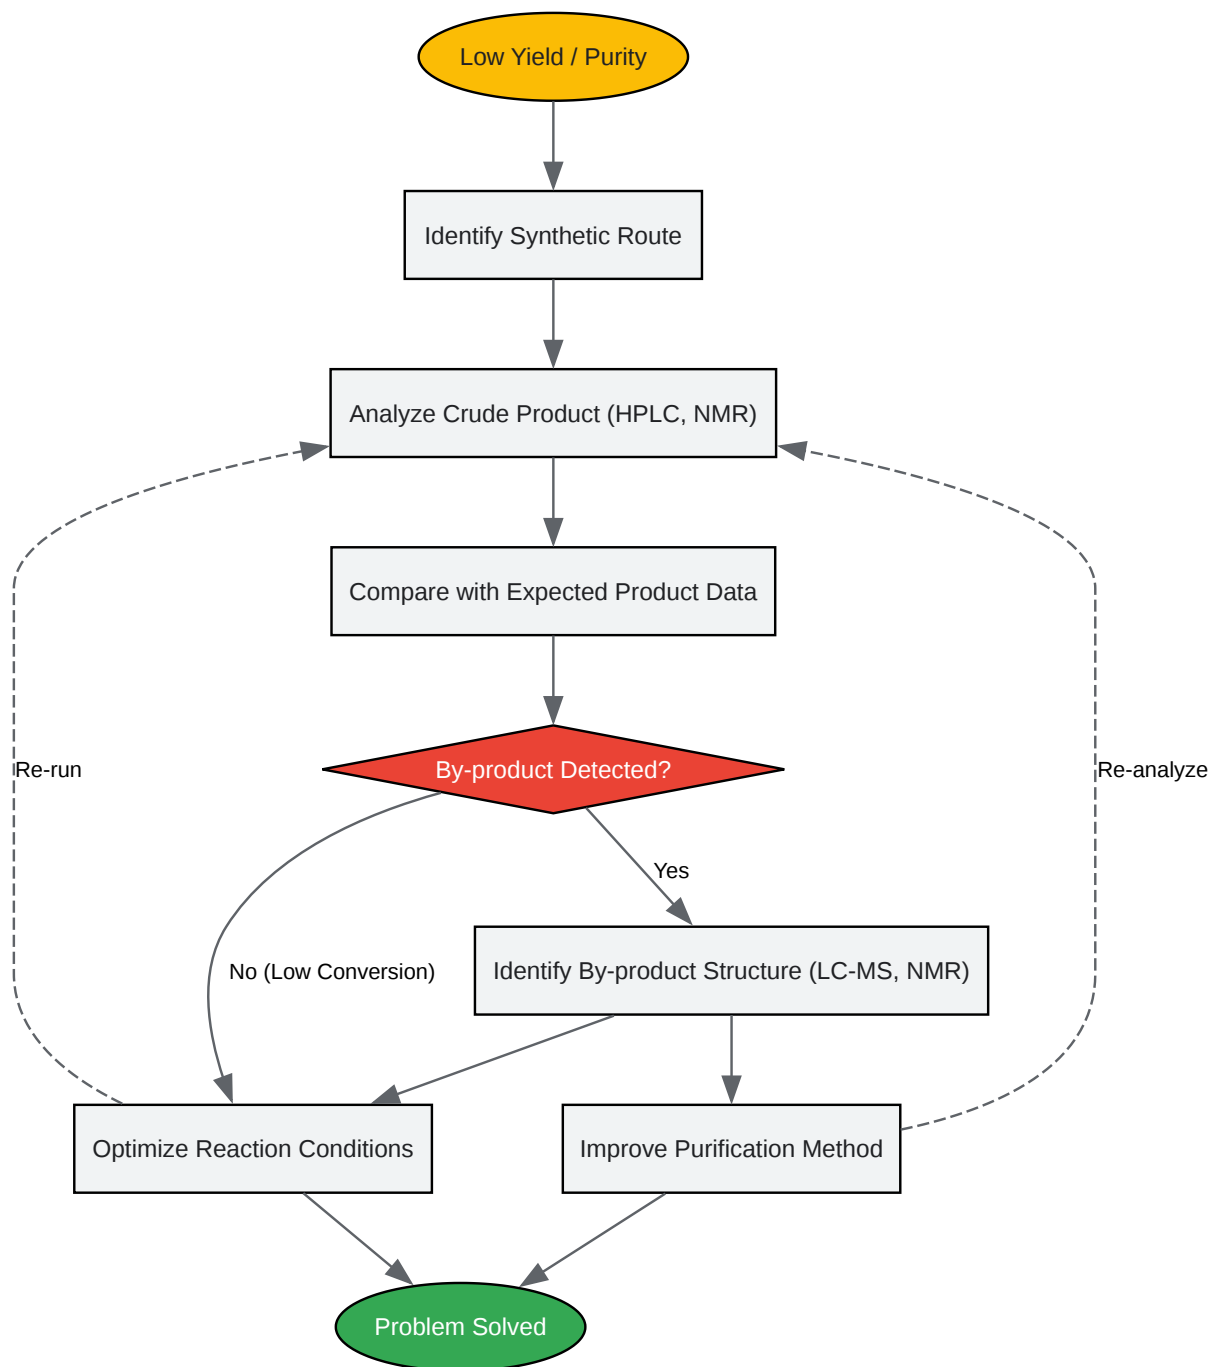 Low Yield / Purity
Identify Synthetic Route
Analyze Crude Product (HPLC, NMR)
Compare with Expected Product Data
By-product Detected?
Re-run
Re-analyze
Yes
No (Low Conversion)
Identify By-product Structure (LC-MS, NMR)
Optimize Reaction Conditions
Improve Purification Method
Problem Solved